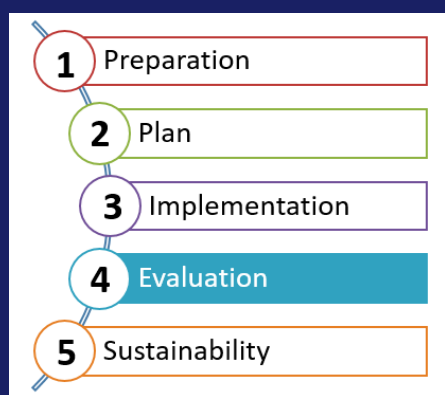 1 Preparation
2 Plan
3 Implementation
4 Evaluation
5 Sustainability